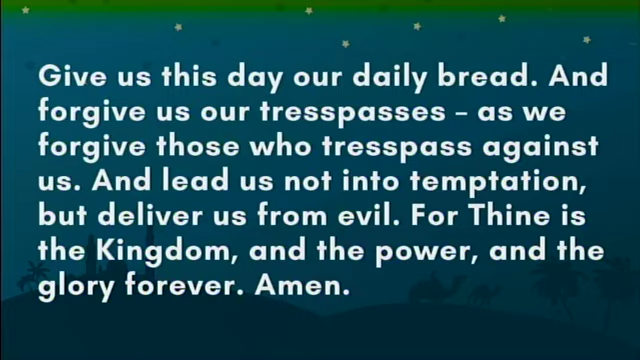 Give us this day our daily bread. And
forgive us our tresspasses – as we
forgive those who tresspass against
us. And lead us not into temptation,
but deliver us from evil. For Thine is
the Kingdom, and the power, and the
glory forever. Amen.